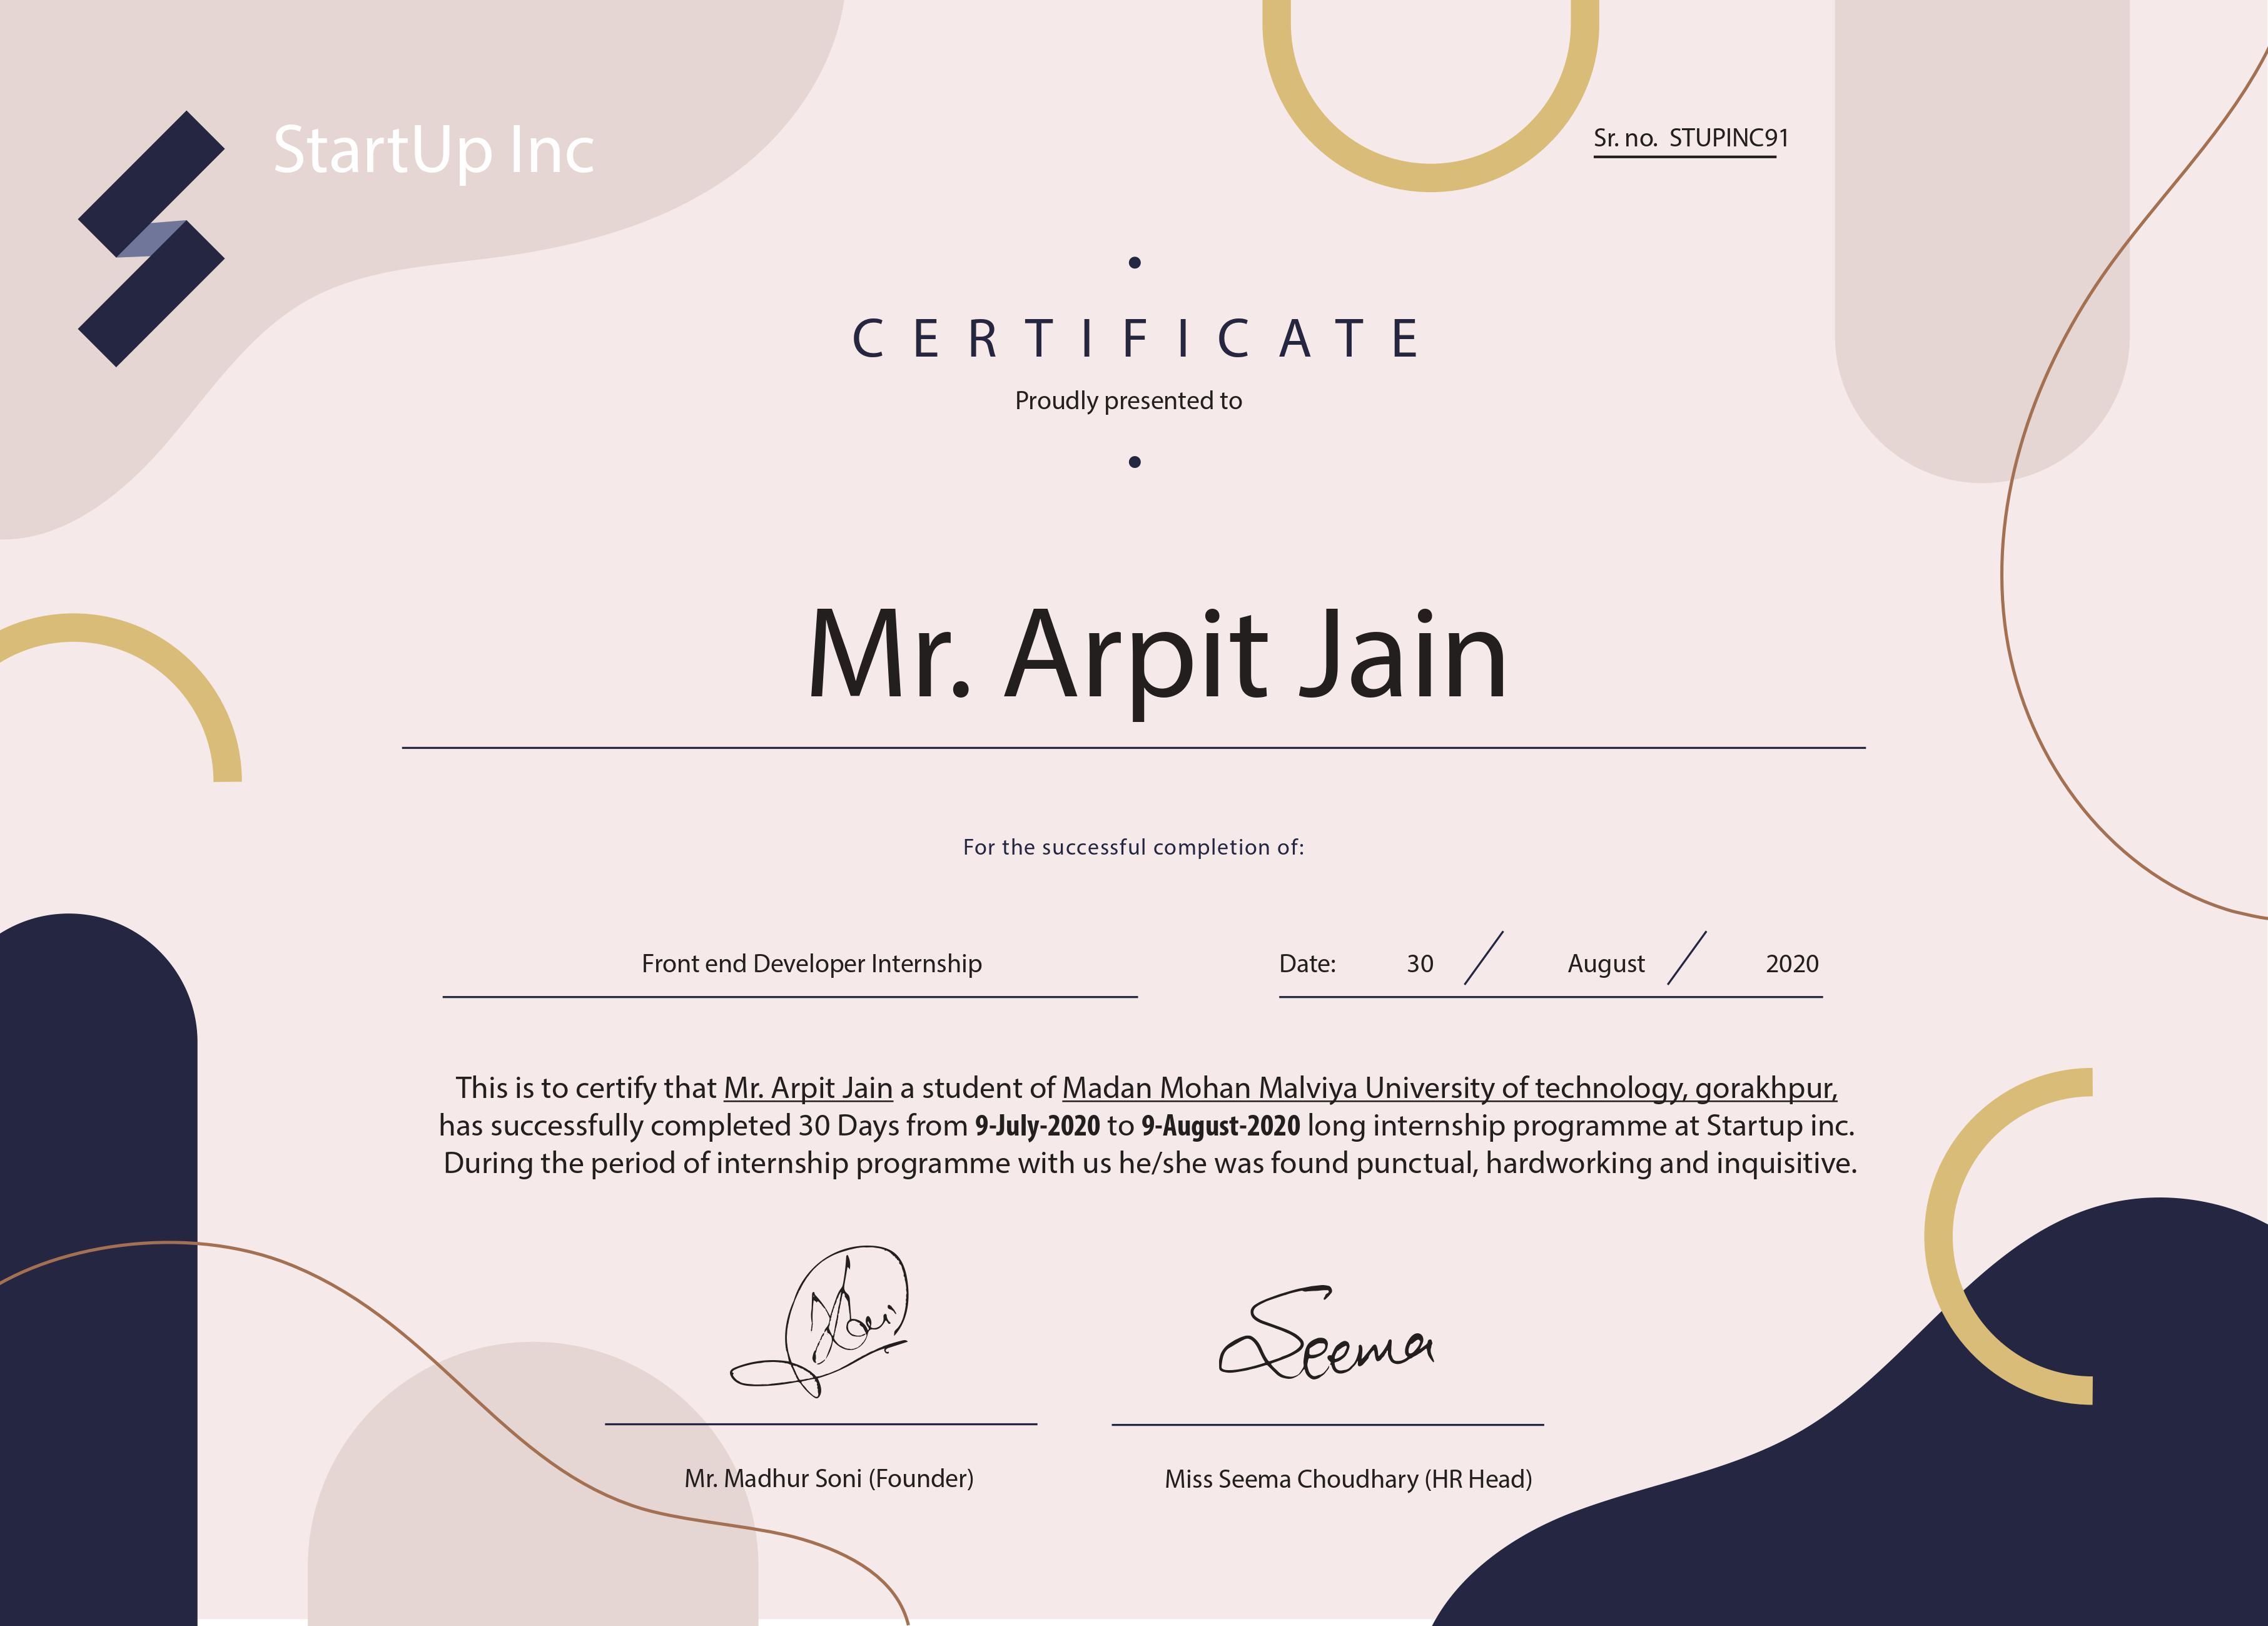 StartUp Inc
Sr. no. STUPINC91
CERTIFICATE
Proudly presented to
Mr. Arpit Jain
For the successful completion of:
Front end Developer Internship
Date: 30 / August / 2020
This is to certify that Mr. Arpit Jain a student of Madan Mohan Malviya University of technology, gorakhpur,
has successfully completed 30 Days from 9-July-2020 to 9-August-2020 long internship programme at Startup inc.
During the period of internship programme with us he/she was found punctual, hardworking and inquisitive.
Seema
Mr. Madhur Soni (Founder)
Miss Seema Choudhary (HR Head)